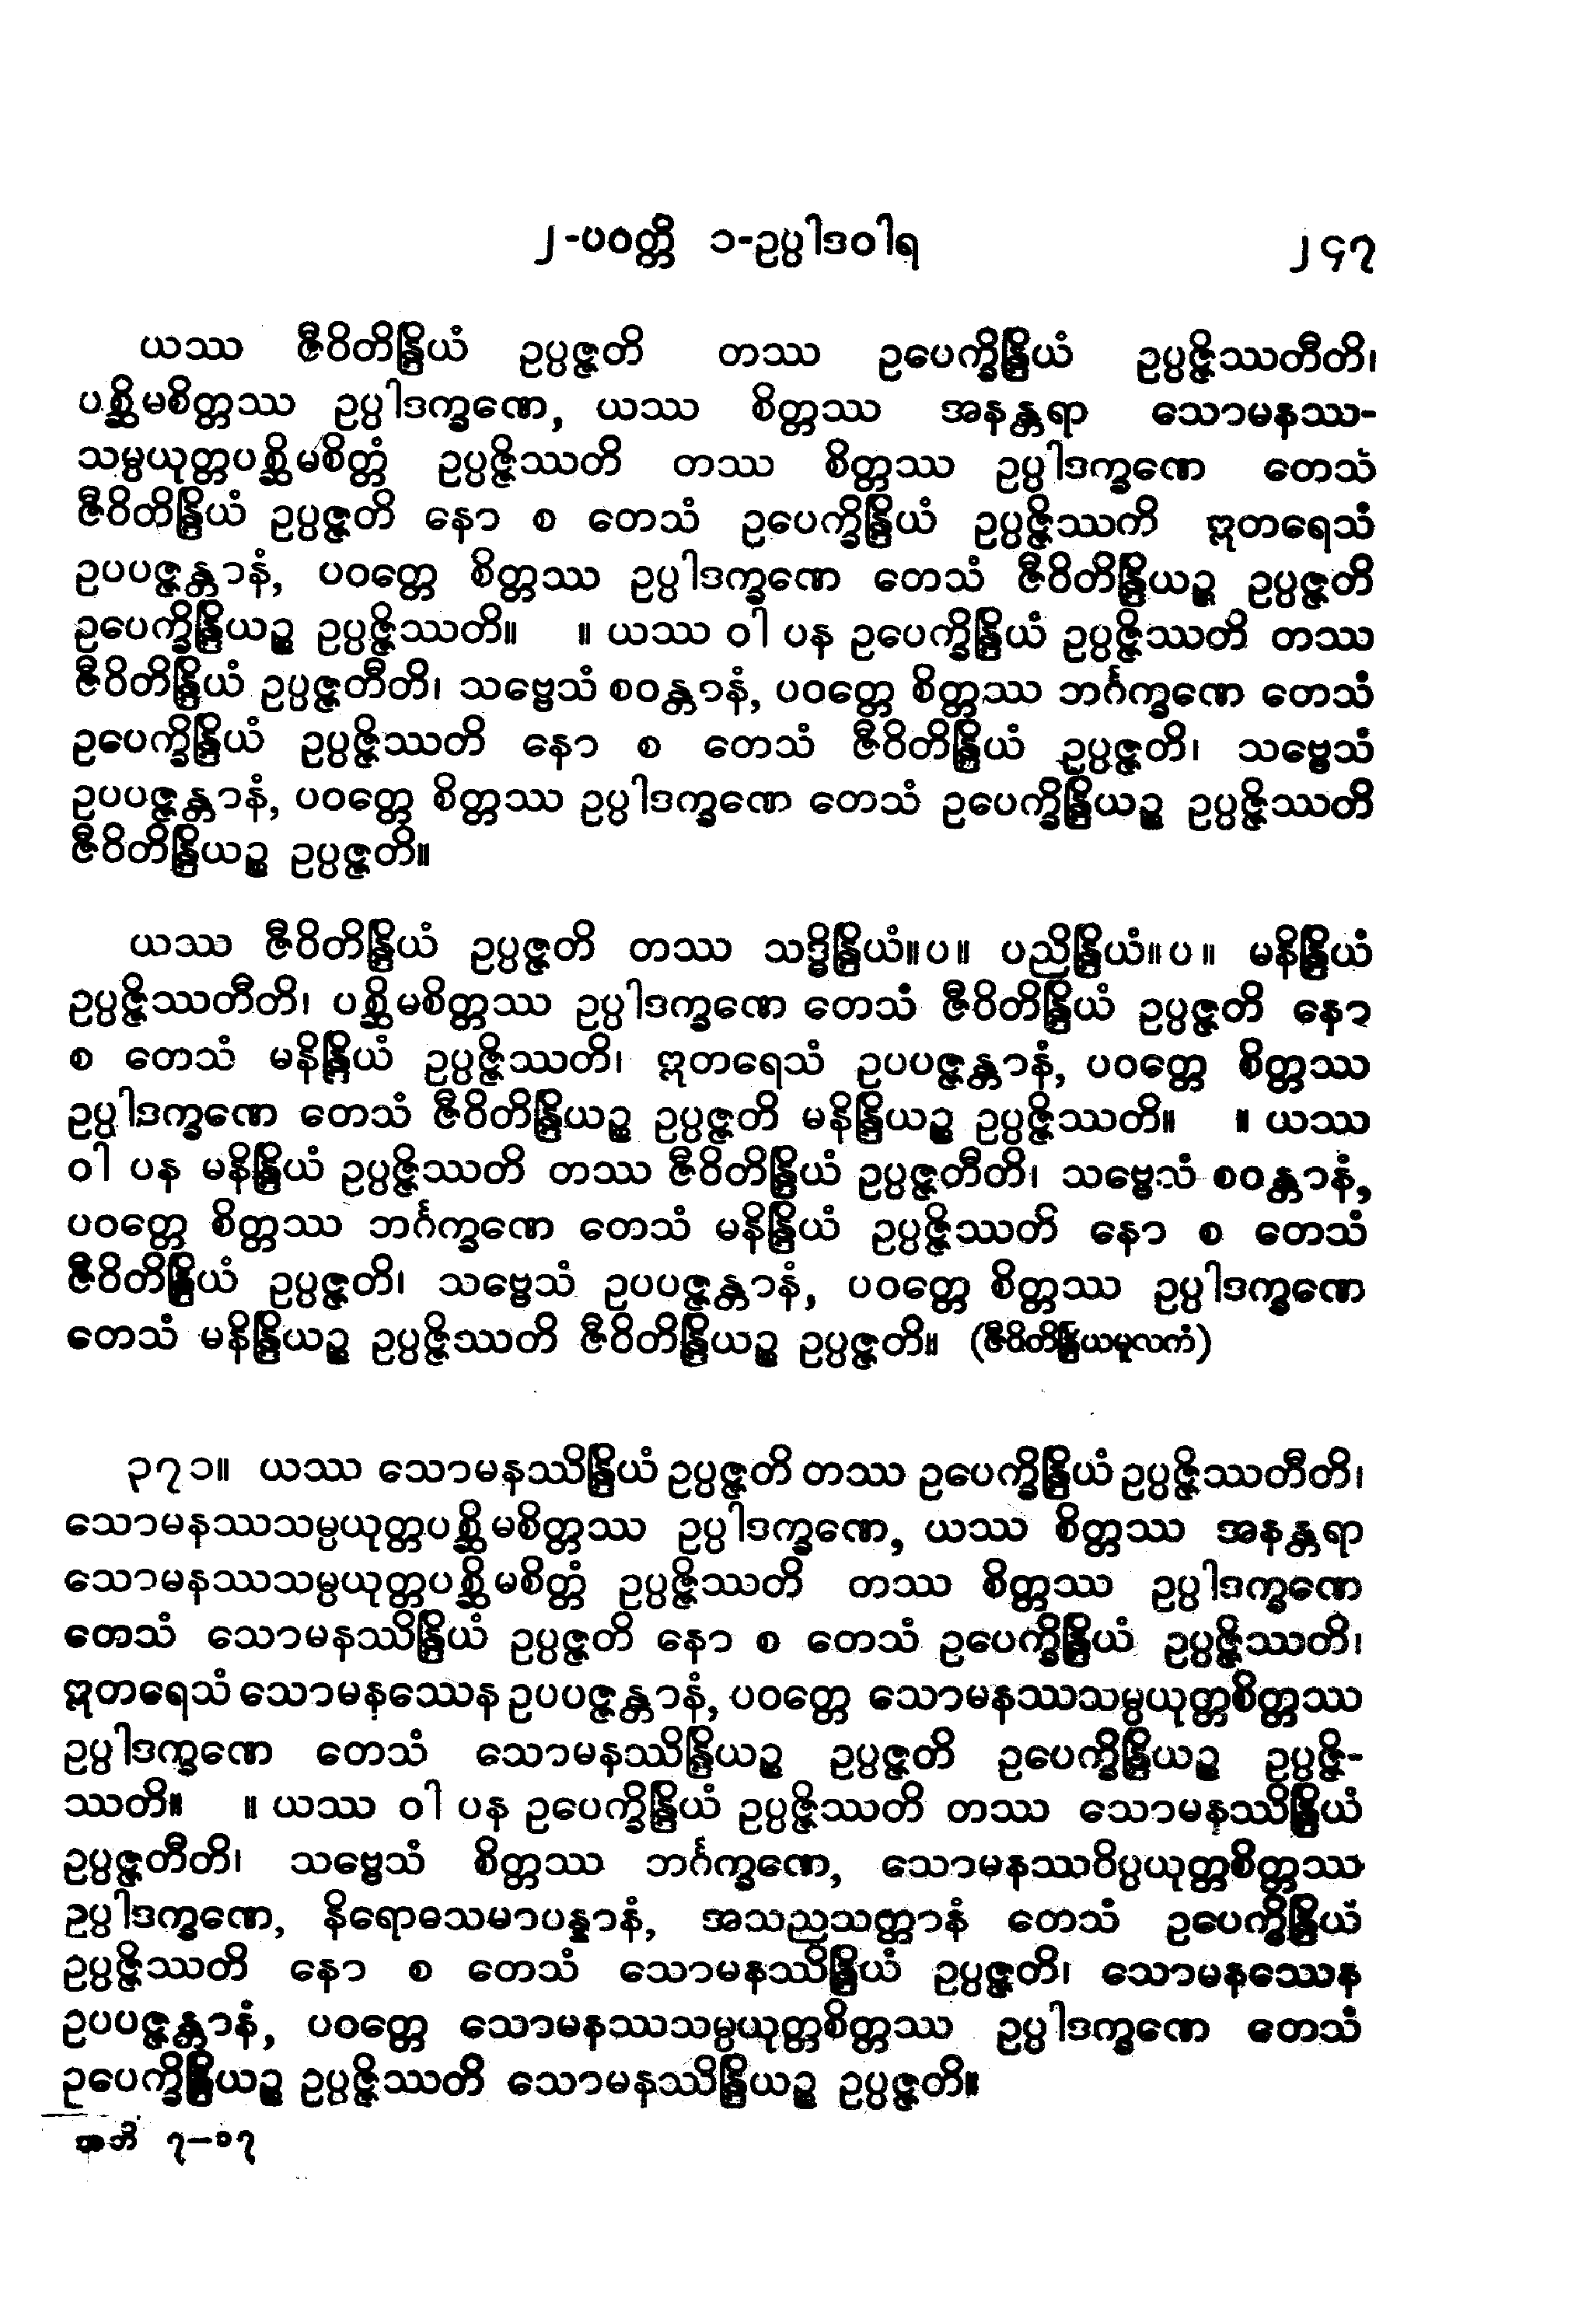 ၂-ပဝတ္တိ ၁-ဥပ္ပါဒဝါရ ၂၄၇
ယဿ ဇီဝိတိန္ဒြိယံ ဥပ္ပဇ္ဇတိ တဿ ဥပေက္ခိန္ဒြိယံ ဥပ္ပဇ္ဇိဿတီတိ၊
ပစ္ဆိမစိတ္တဿ ဥပ္ပါဒက္ခဏေ, ယဿ စိတ္တဿ အနန္တရာ သောမနဿ-
သမ္ပယုတ္တပစ္ဆိမစိတ္တံ ဥပ္ပဇ္ဇိဿတိ တဿ စိတ္တဿ ဥပ္ပါဒက္ခဏေ တေသံ
ဇီဝိတိန္ဒြိယံ ဥပ္ပဇ္ဇတိ နော စ တေသံ ဥပေက္ခိန္ဒြိယံ ဥပ္ပဇ္ဇိဿကိ ဣတရေသံ
ဥပပဇ္ဇန္တာနံ, ပဝတ္တေ စိတ္တဿ ဥပ္ပါဒက္ခဏေ တေသံ ဇီဝိတိန္ဒြိယဉ္စ ဥပ္ပဇ္ဇတိ
ဥပေက္ခိန္ဒြိယဉ္စ ဥပ္ပဇ္ဇိဿတိ။ ။ ယဿ ဝါ ပန ဥပေက္ခိန္ဒြိယံ ဥပ္ပဇ္ဇိဿတိ တဿ
ဇီဝိတိန္ဒြိယံ ဥပ္ပဇ္ဇတီတိ၊ သဗ္ဗေသံ စဝန္တာနံ, ပဝတ္တေ စိတ္တဿ ဘင်္ဂက္ခဏေ တေသံ
ဥပေက္ခိန္ဒြိယံ ဥပ္ပဇ္ဇိဿတိ နော စ တေသံ ဇီဝိတိန္ဒြိယံ ဥပ္ပဇ္ဇတိ၊ သဗ္ဗေသံ
ဥပပဇ္ဇန္တာနံ, ပဝတ္တေ စိတ္တဿ ဥပ္ပါဒက္ခဏေ တေသံ ဥပေက္ခိန္ဒြိယဉ္စ ဥပ္ပဇ္ဇိဿတိ
ဇီဝိတိန္ဒြိယဉ္စ ဥပ္ပဇ္ဇတိ။
ယဿ ဇီဝိတိန္ဒြိယံ ဥပ္ပဇ္ဇတိ တဿ သဒ္ဓိန္ဒြိယံ။ပ။ ပညိန္ဒြိယံ။ပ။ မနိန္ဒြိယံ
ဥပ္ပဇ္ဇိဿတီတိ၊ ပစ္ဆိမစိတ္တဿ ဥပ္ပါဒက္ခဏေ တေသံ ဇီဝိတိန္ဒြိယံ ဥပ္ပဇ္ဇတိ နော
စ တေသံ မနိန္ဒြိယံ ဥပ္ပဇ္ဇိဿတိ၊ ဣတရေသံ ဥပပဇ္ဇန္တာနံ, ပဝတ္တေ စိတ္တဿ
ဥပ္ပါဒက္ခဏေ တေသံ ဇီဝိတိန္ဒြိယဉ္စ ဥပ္ပဇ္ဇတိ မနိန္ဒြိယဉ္စ ဥပ္ပဇ္ဇိဿတိ။ ။ ယဿ
ဝါ ပန မနိန္ဒြိယံ ဥပ္ပဇ္ဇိဿတိ တဿ ဇီဝိတိန္ဒြိယံ ဥပ္ပဇ္ဇတီတိ၊ သဗ္ဗေသံ စဝန္တာနံ,
ပဝတ္တေ စိတ္တဿ ဘင်္ဂက္ခဏေ တေသံ မနိန္ဒြိယံ ဥပ္ပဇ္ဇိဿတိ နော စ တေသံ
ဇီဝိတိန္ဒြိယံ ဥပ္ပဇ္ဇတိ၊ သဗ္ဗေသံ ဥပပဇ္ဇန္တာနံ, ပဝတ္တေ စိတ္တဿ ဥပ္ပါဒက္ခဏေ
တေသံ မနိန္ဒြိယဉ္စ ဥပ္ပဇ္ဇိဿတိ ဇီဝိတိန္ဒြိယဉ္စ ဥပ္ပဇ္ဇတိ။ (ဇီဝိတိန္ဒြိယမူလကံ)
၃၇၁။ ယဿ သောမနဿိန္ဒြိယံ ဥပ္ပဇ္ဇတိ တဿ ဥပေက္ခိန္ဒြိယံ ဥပ္ပဇ္ဇိဿတီတိ၊
သောမနဿသမ္ပယုတ္တပစ္ဆိမစိတ္တဿ ဥပ္ပါဒက္ခဏေ, ယဿ စိတ္တဿ အနန္တရာ
သောမနဿသမ္ပယုတ္တပစ္ဆိမစိတ္တံ ဥပ္ပဇ္ဇိဿတိ တဿ စိတ္တဿ ဥပ္ပါဒက္ခဏေ
တေသံ သောမနဿိန္ဒြိယံ ဥပ္ပဇ္ဇတိ နော စ တေသံ ဥပေက္ခိန္ဒြိယံ ဥပ္ပဇ္ဇိဿတိ၊
ဣတရေသံ သောမနဿေန ဥပပဇ္ဇန္တာနံ, ပဝတ္တေ သောမနဿသမ္ပယုတ္တစိတ္တဿ
ဥပ္ပါဒက္ခဏေ တေသံ သောမနဿိန္ဒြိယဉ္စ ဥပ္ပဇ္ဇတိ ဥပေက္ခိန္ဒြိယဉ္စ ဥပ္ပဇ္ဇိ-
ဿတိ။ ။ ယဿ ဝါ ပန ဥပေက္ခိန္ဒြိယံ ဥပ္ပဇ္ဇိဿတိ တဿ သောမနဿိန္ဒြိယံ
ဥပ္ပဇ္ဇတီတိ၊ သဗ္ဗေသံ စိတ္တဿ ဘင်္ဂက္ခဏေ, သောမနဿဝိပ္ပယုတ္တစိတ္တဿ
ဥပ္ပါဒက္ခဏေ, နိရောဓသမာပန္နာနံ, အသညသတ္တာနံ တေသံ ဥပေက္ခိန္ဒြိယံ
ဥပ္ပဇ္ဇိဿတိ နော စ တေသံ သောမနဿိန္ဒြိယံ ဥပ္ပဇ္ဇတိ၊ သောမနဿေန
ဥပပဇ္ဇန္တာနံ, ပဝတ္တေ သောမနဿသမ္ပယုတ္တစိတ္တဿ ဥပ္ပါဒက္ခဏေ တေသံ
ဥပေက္ခိန္ဒြိယဉ္စ ဥပ္ပဇ္ဇိဿတိ သောမနဿိန္ဒြိယဉ္စ ဥပ္ပဇ္ဇတိ။
အဘိ ၇−၁၇